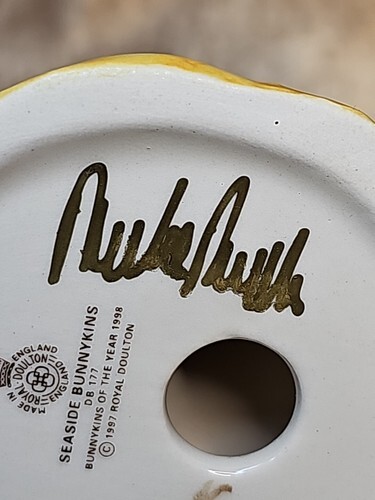 ENGLAND
ROYAL DOULTON
MADE IN ENGLAND
SEASIDE BUNNYKINS
DB 177
BUNNYKINS OF THE YEAR 1998
© 1997 ROYAL DOULTON